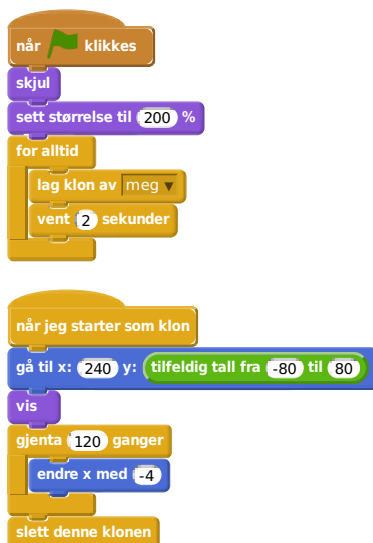 når klikkes
skjul
sett størrelse til 200 %
for alltid
lag klon av meg
vent 2 sekunder
når jeg starter som klon
gå til x: 240 y: tilfeldig tall fra -80 til 80
vis
gjenta 120 ganger
endre x med -4
slett denne klonen